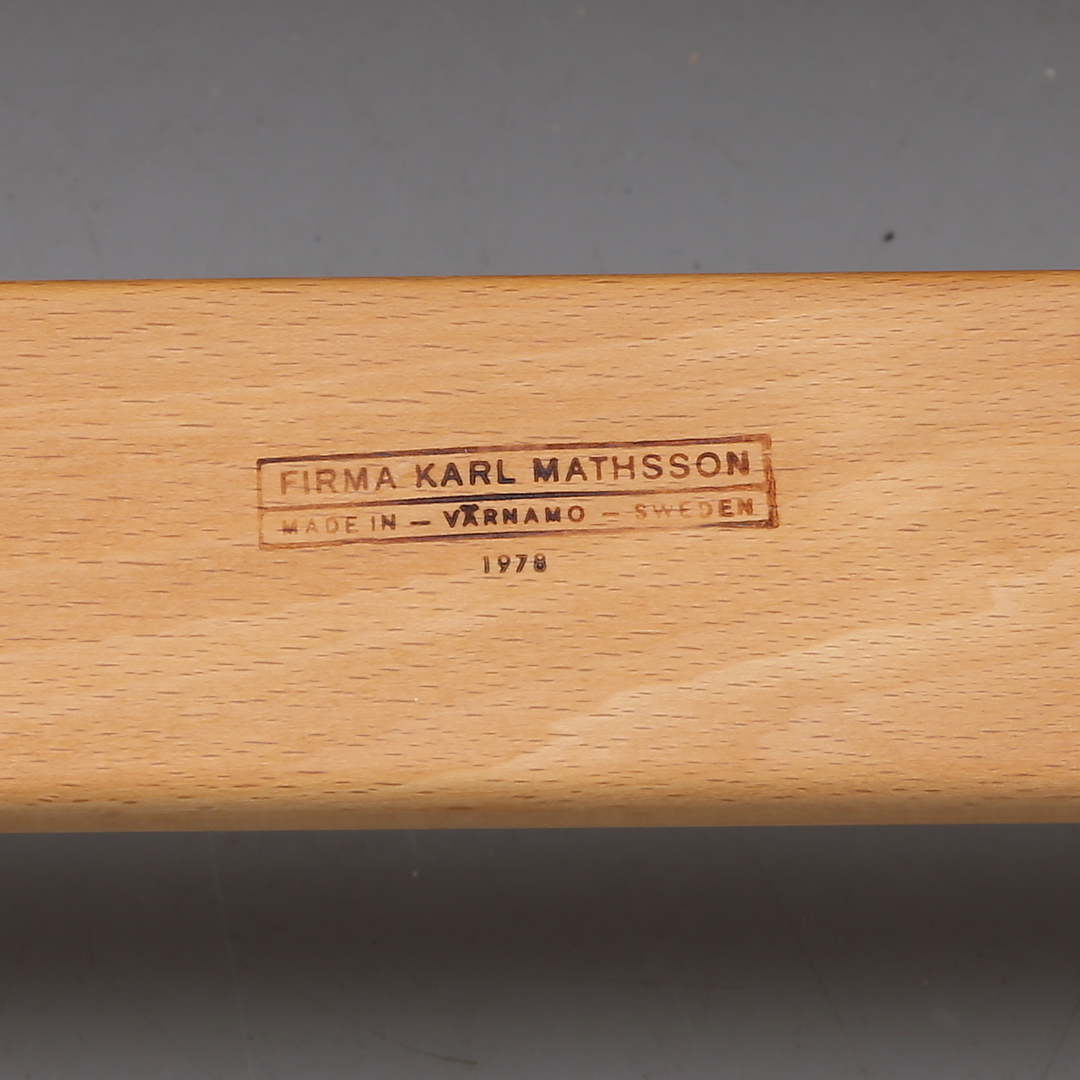 FIRMA KARL MATHSSON
MADE IN – VÄRNAMO – SWEDEN
1978